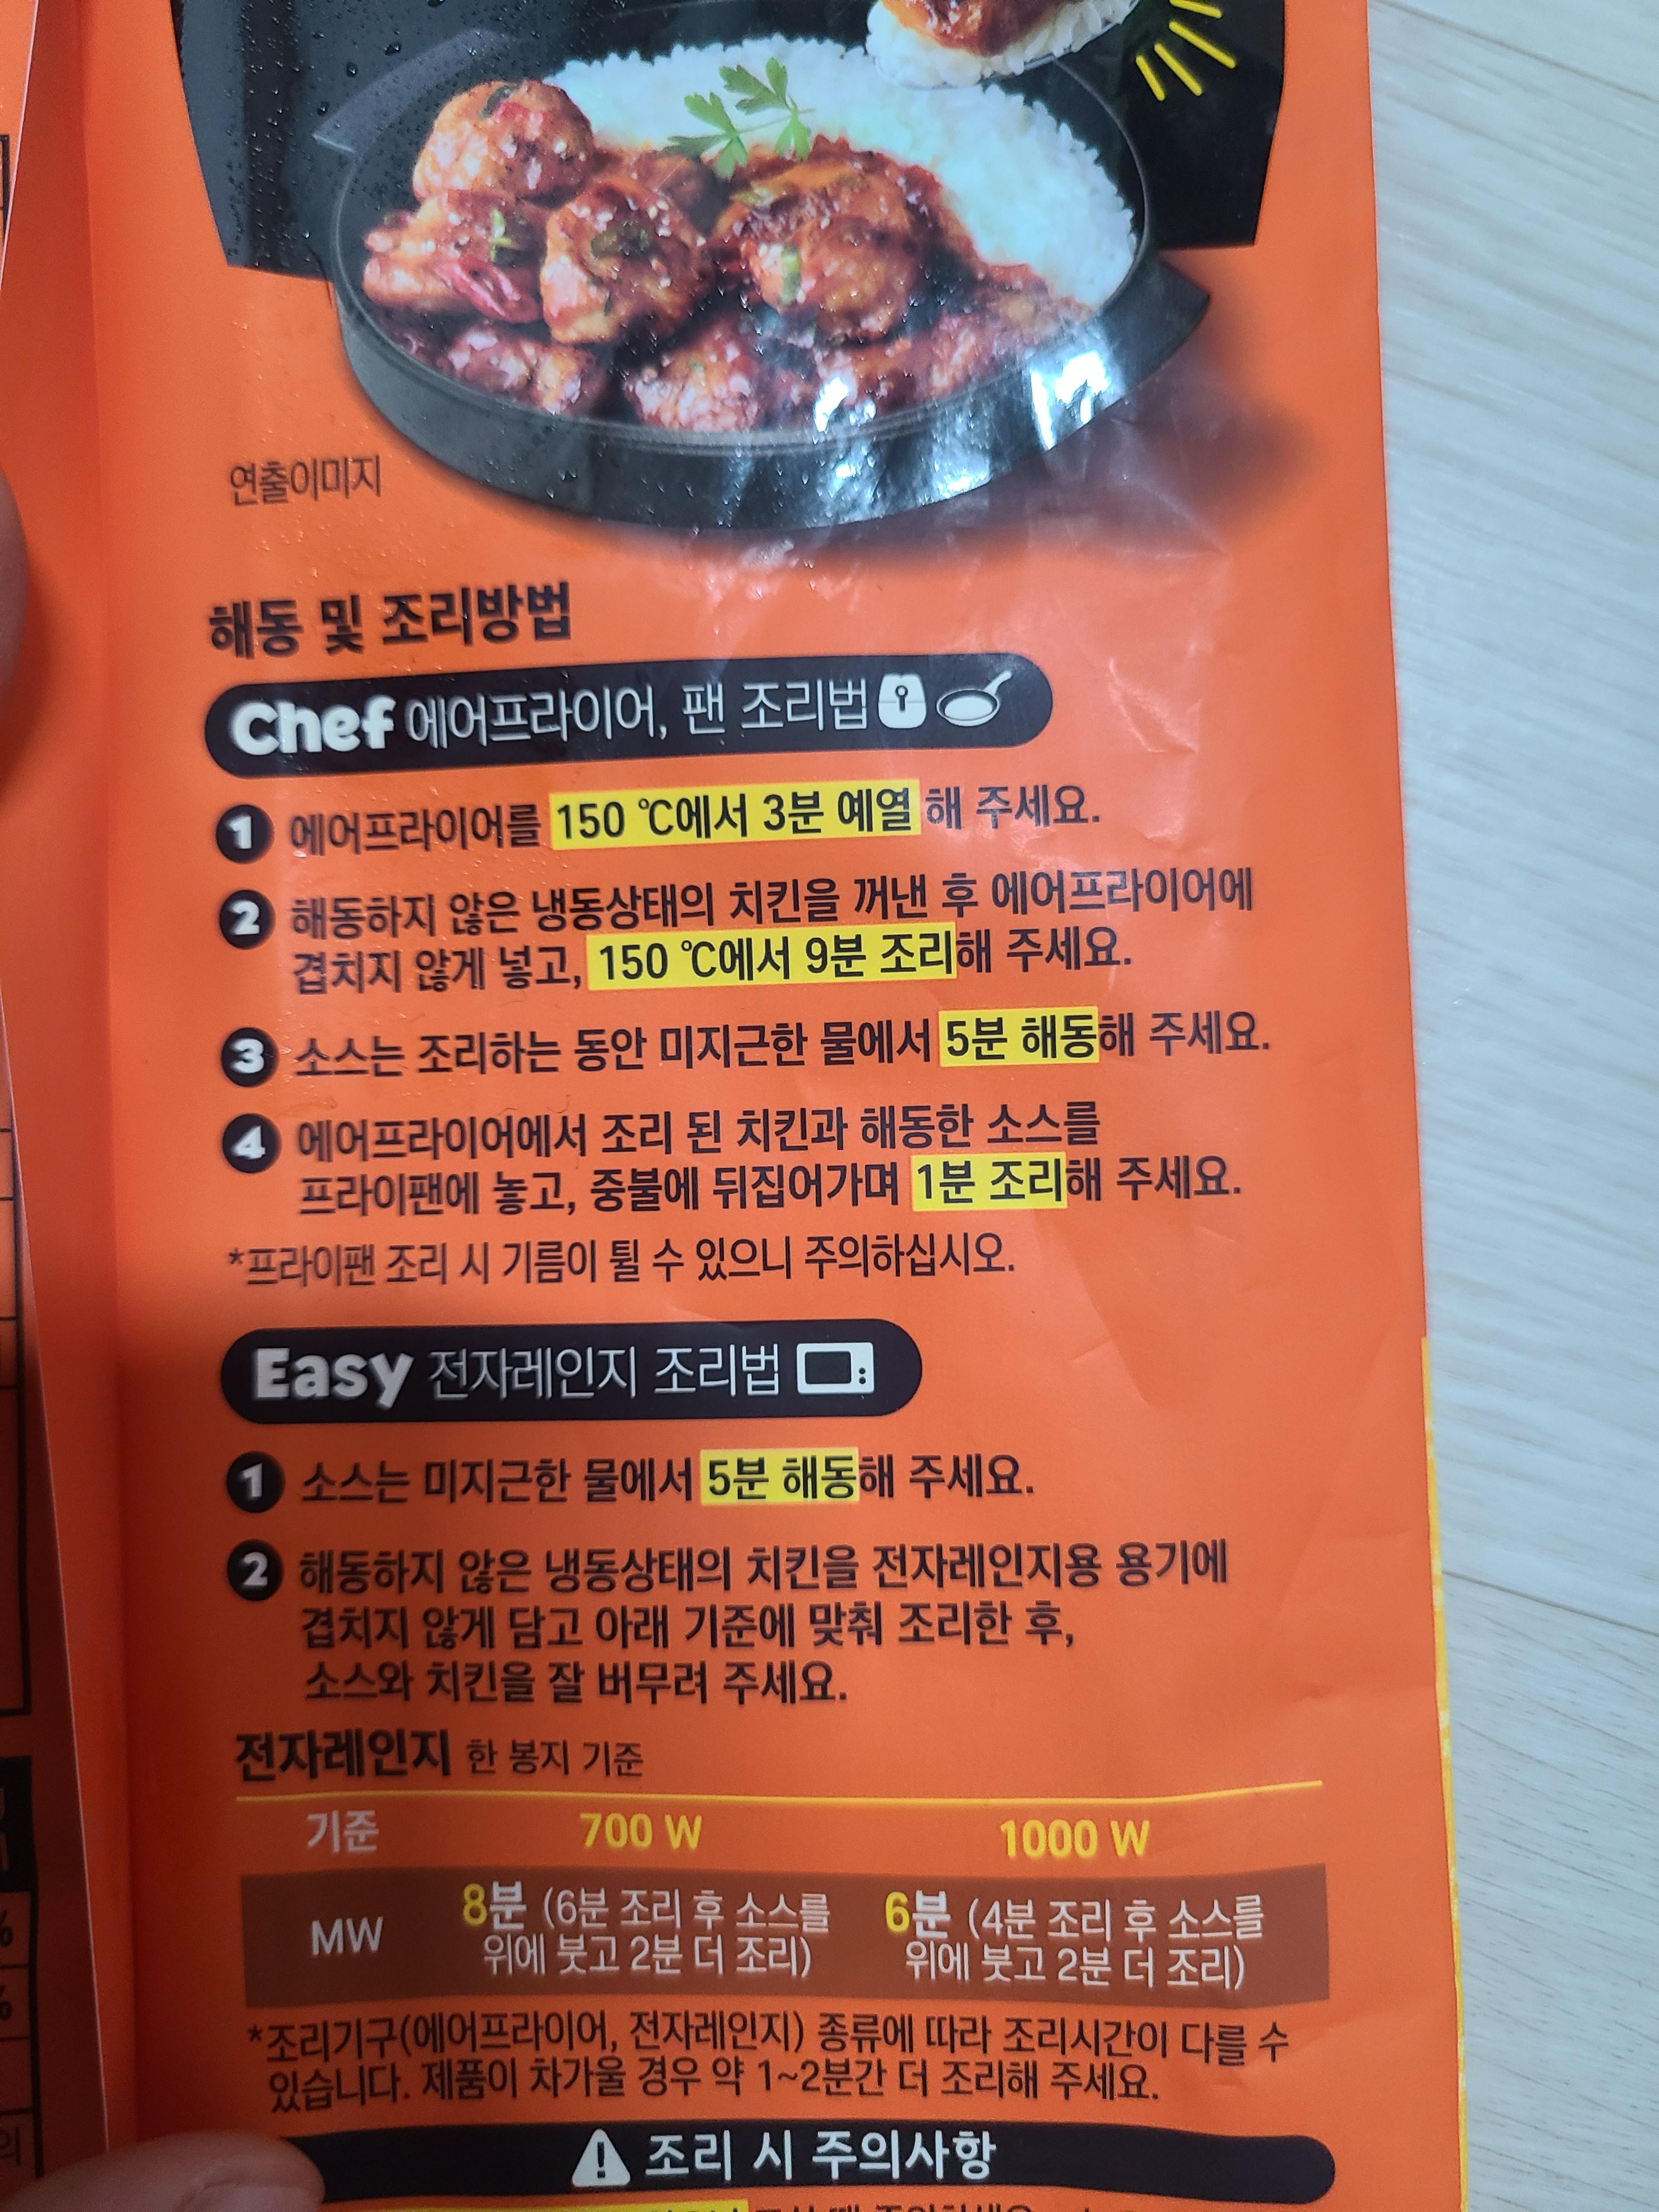 연출이미지
해동 및 조리방법
Chef 에어프라이어, 팬 조리법
1 에어프라이어를 150 ℃에서 3분 예열 해 주세요.
2 해동하지 않은 냉동상태의 치킨을 꺼낸 후 에어프라이어에
겹치지 않게 넣고, 150 ℃에서 9분 조리해 주세요.
3 소스는 조리하는 동안 미지근한 물에서 5분 해동해 주세요.
4 에어프라이어에서 조리 된 치킨과 해동한 소스를
프라이팬에 놓고, 중불에 뒤집어가며 1분 조리해 주세요.
*프라이팬 조리 시 기름이 튈 수 있으니 주의하십시오.
Easy 전자레인지 조리법
1 소스는 미지근한 물에서 5분 해동해 주세요.
2 해동하지 않은 냉동상태의 치킨을 전자레인지용 용기에
겹치지 않게 담고 아래 기준에 맞춰 조리한 후,
소스와 치킨을 잘 버무려 주세요.
전자레인지 한 봉지 기준
기준 700 W 1000 W
MW 8분 (6분 조리 후 소스를 6분 (4분 조리 후 소스를
위에 붓고 2분 더 조리) 위에 붓고 2분 더 조리)
*조리기구(에어프라이어, 전자레인지) 종류에 따라 조리시간이 다를 수
있습니다. 제품이 차가울 경우 약 1~2분간 더 조리해 주세요.
조리 시 주의사항
%
%
의